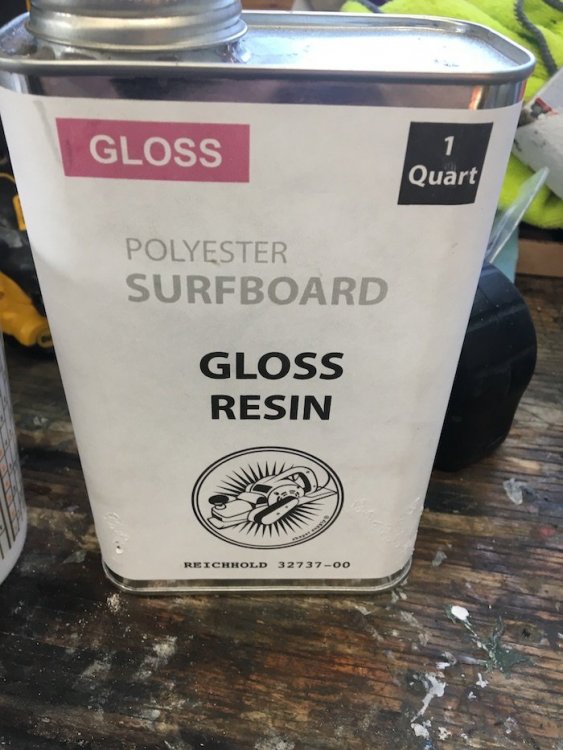 GLOSS
1
Quart
POLYESTER
SURFBOARD
GLOSS
RESIN
REICHHOLD 32737-00